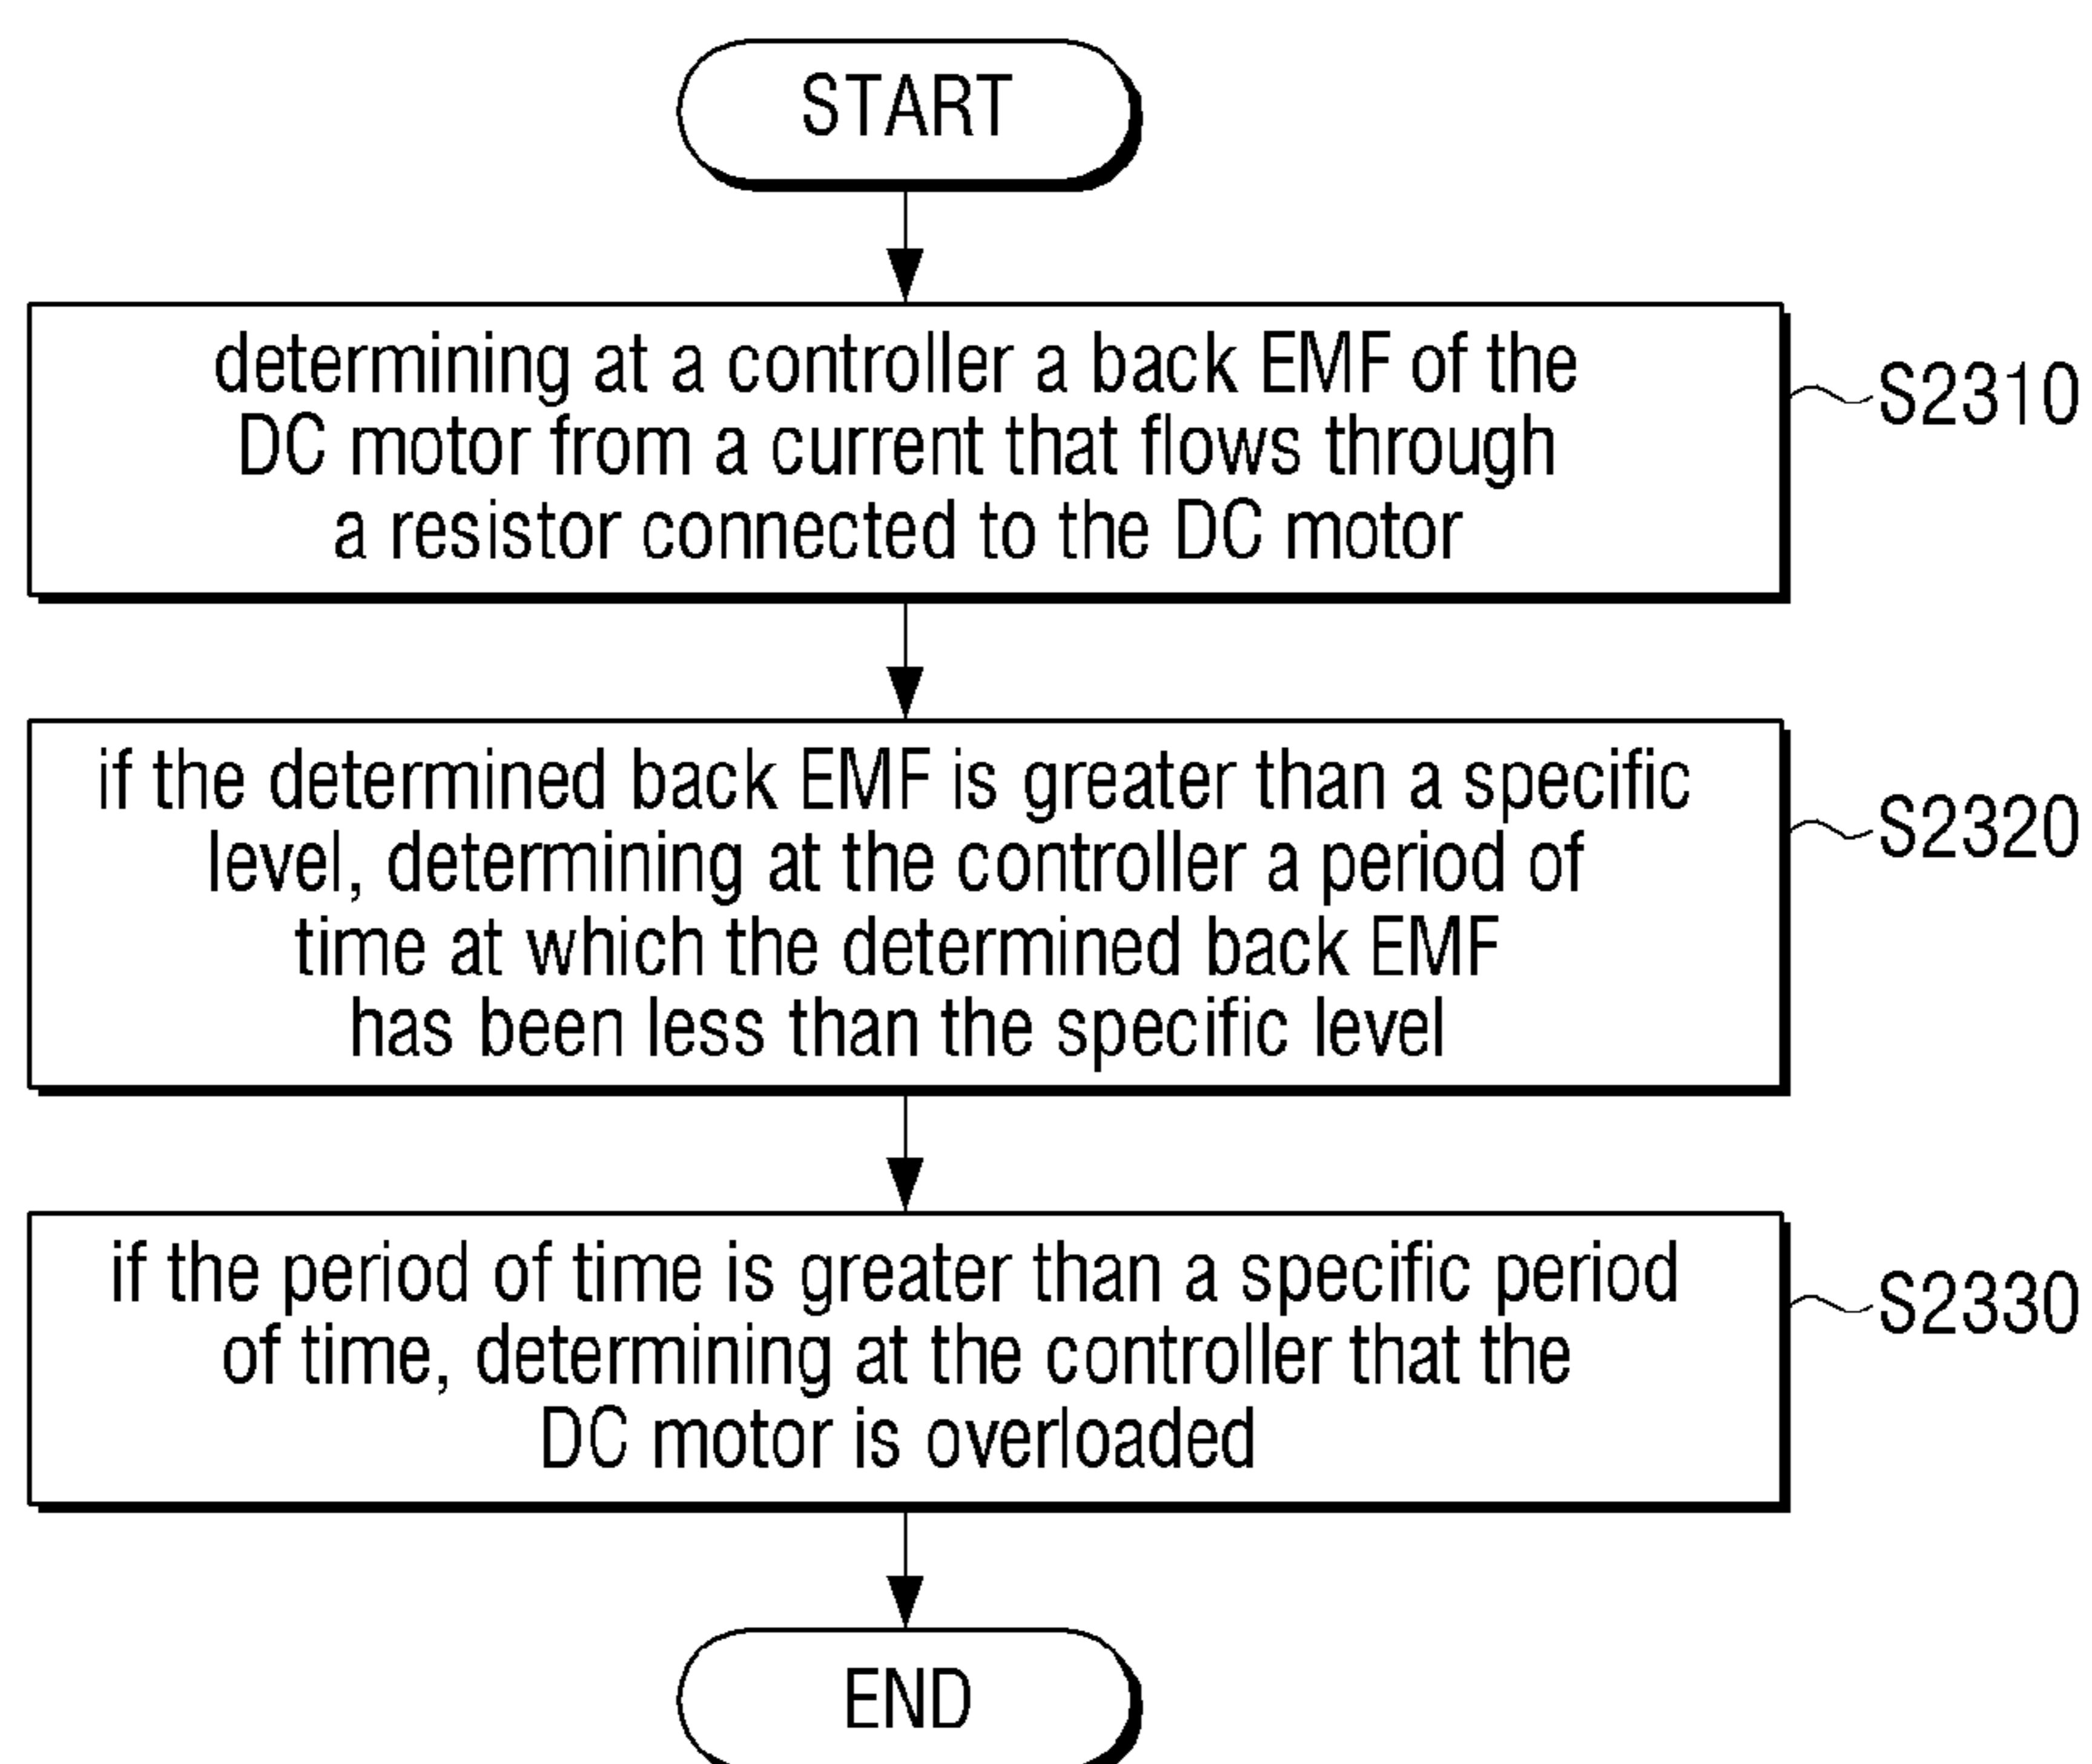 START
determining at a controller a back EMF of the
DC motor from a current that flows through
a resistor connected to the DC motor
S2310
if the determined back EMF is greater than a specific
level, determining at the controller a period of
time at which the determined back EMF
has been less than the specific level
S2320
if the period of time is greater than a specific period
of time, determining at the controller that the
DC motor is overloaded
S2330
END